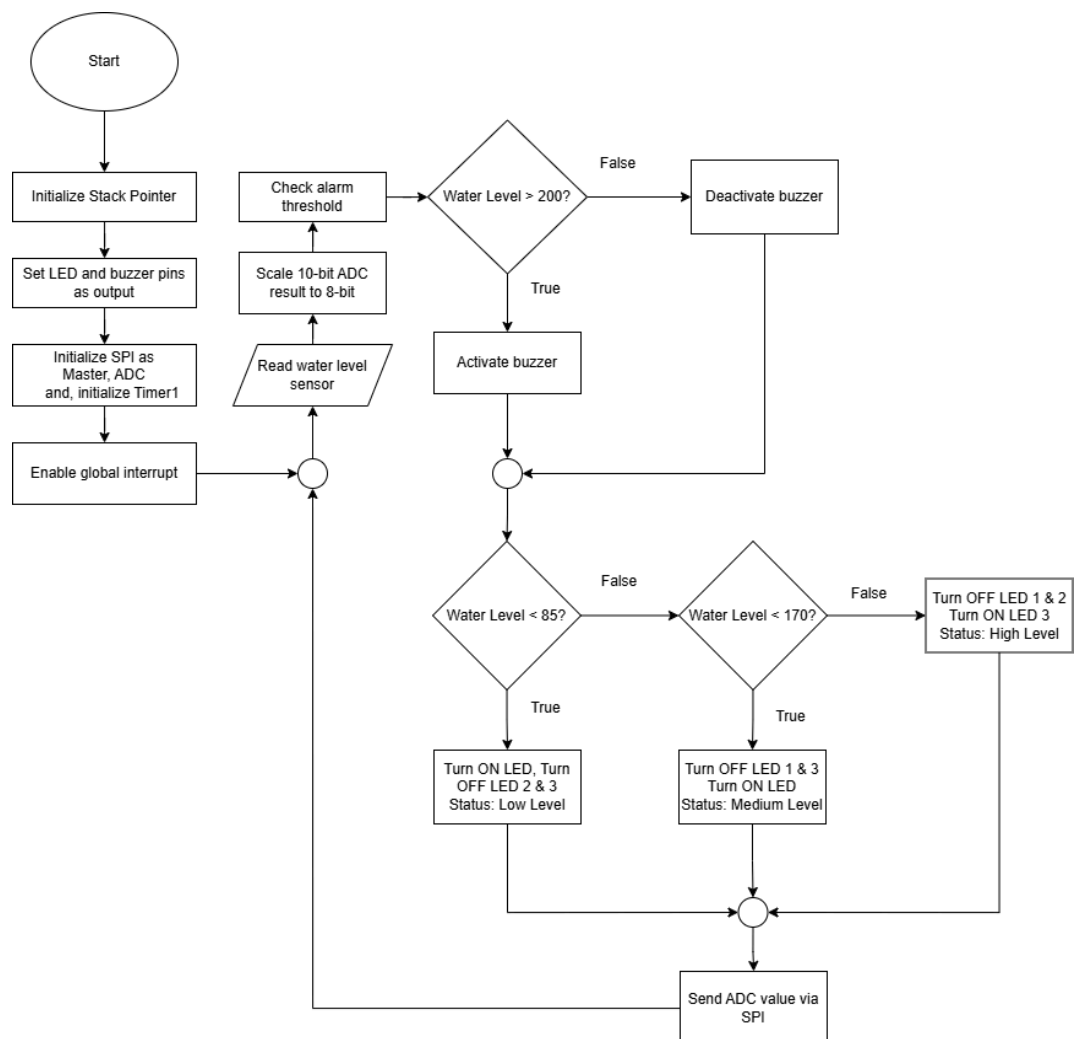 Start
Initialize Stack Pointer
Set LED and buzzer pins
as output
Initialize SPI as
Master, ADC
and, initialize Timer1
Enable global interrupt
Read water level
sensor
Scale 10-bit ADC
result to 8-bit
Check alarm
threshold
Water Level > 200?
False
Deactivate buzzer
True
Activate buzzer
Water Level < 85?
False
Water Level < 170?
False
Turn OFF LED 1 & 2
Turn ON LED 3
Status: High Level
True
True
Turn ON LED, Turn
OFF LED 2 & 3
Status: Low Level
Turn OFF LED 1 & 3
Turn ON LED
Status: Medium Level
Send ADC value via
SPI